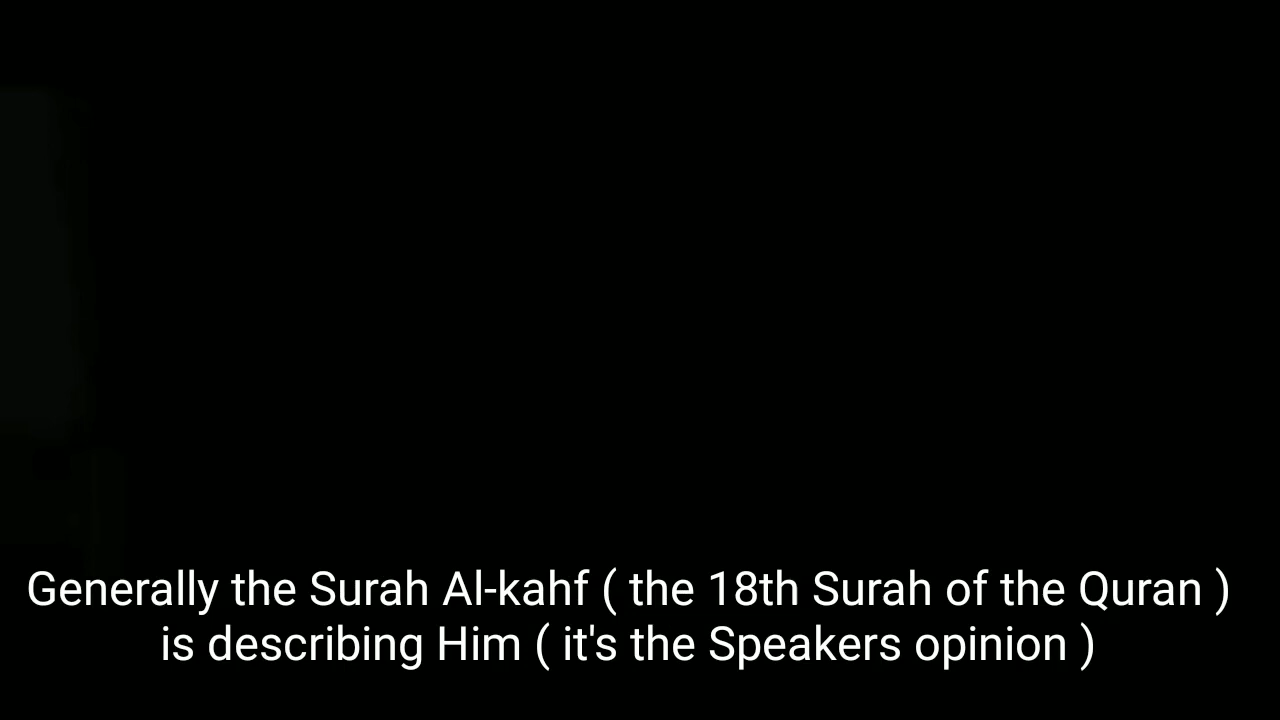 Generally the Surah Al-kahf ( the 18th Surah of the Quran )
is describing Him ( it's the Speakers opinion )